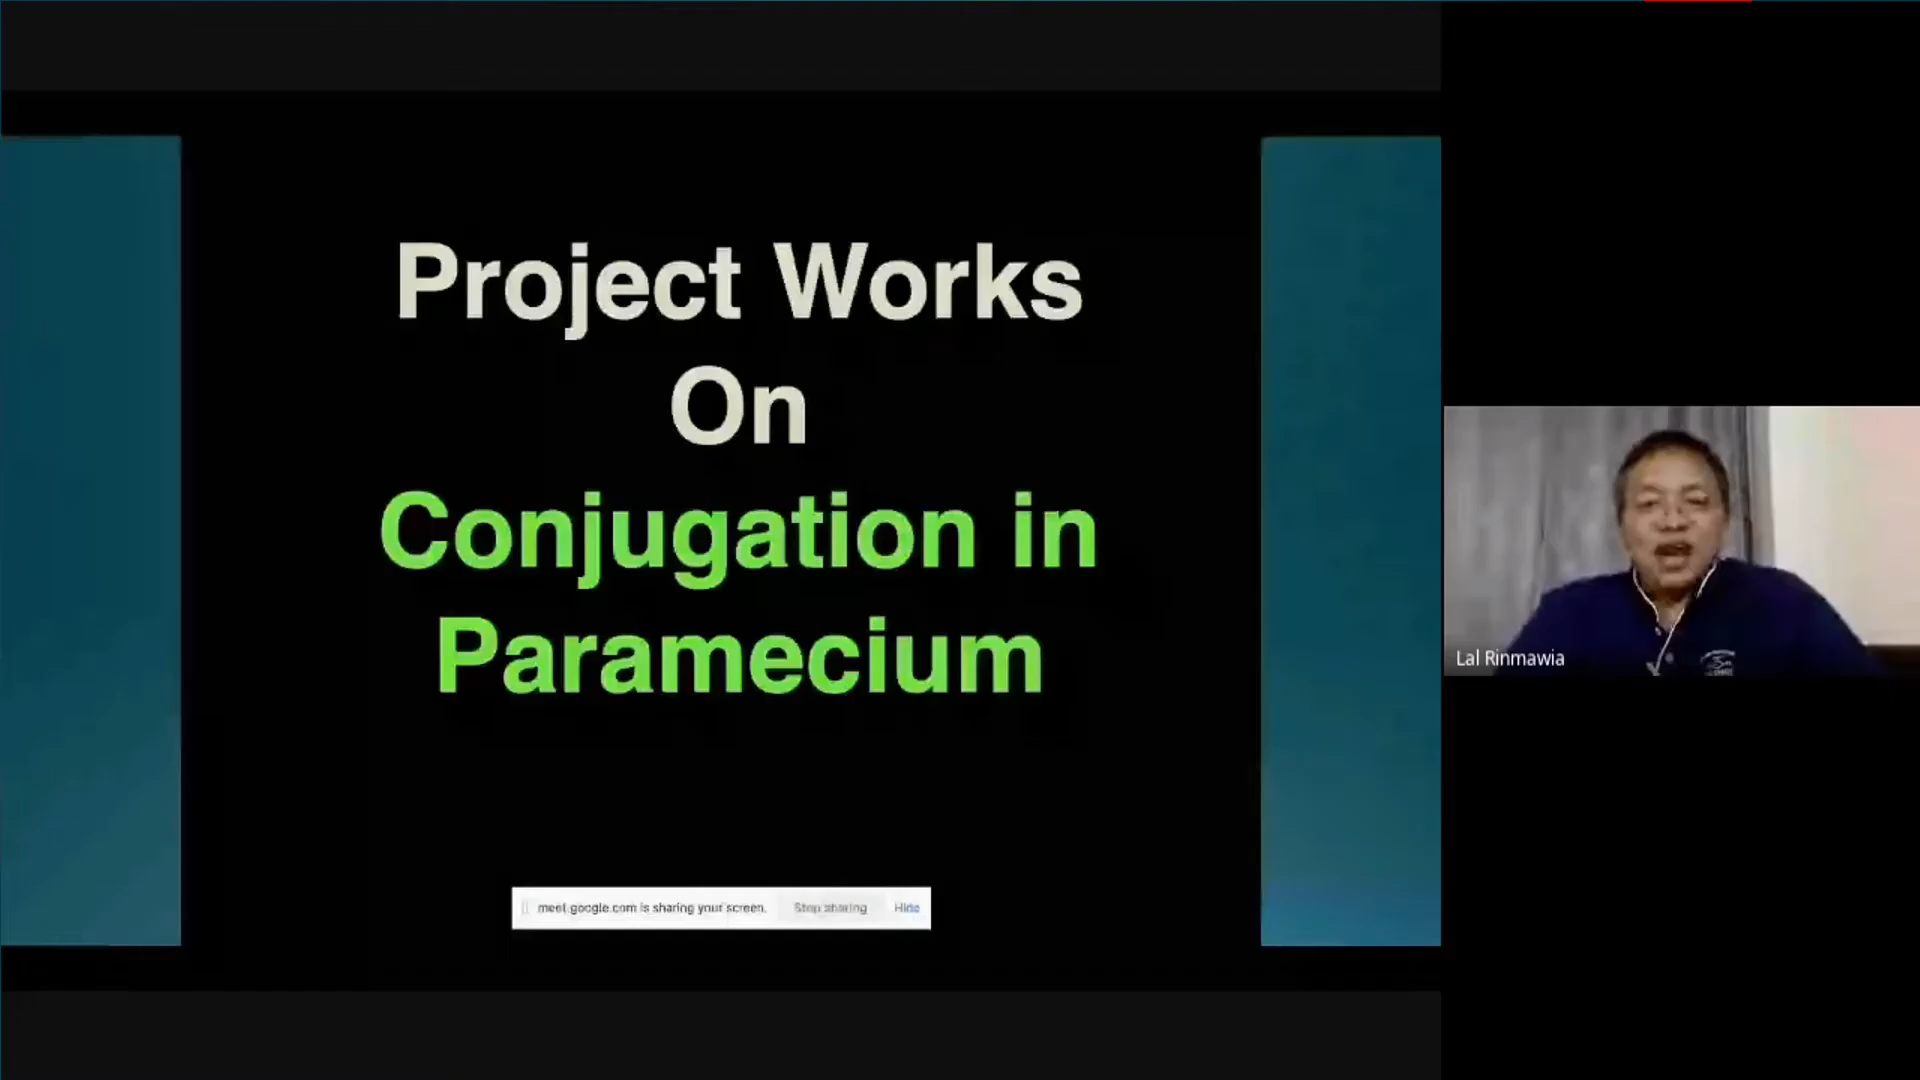 Project Works
On
Conjugation in
Paramecium
Lal Rinmawia
meet.google.com is sharing your screen. Stop sharing Hide